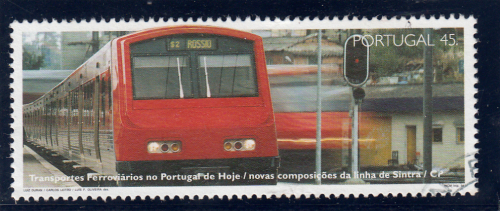 PORTUGAL 45.
52 ROSSIO
Transportes Ferroviários no Portugal de Hoje / novas composições da linha de Sintra / CP